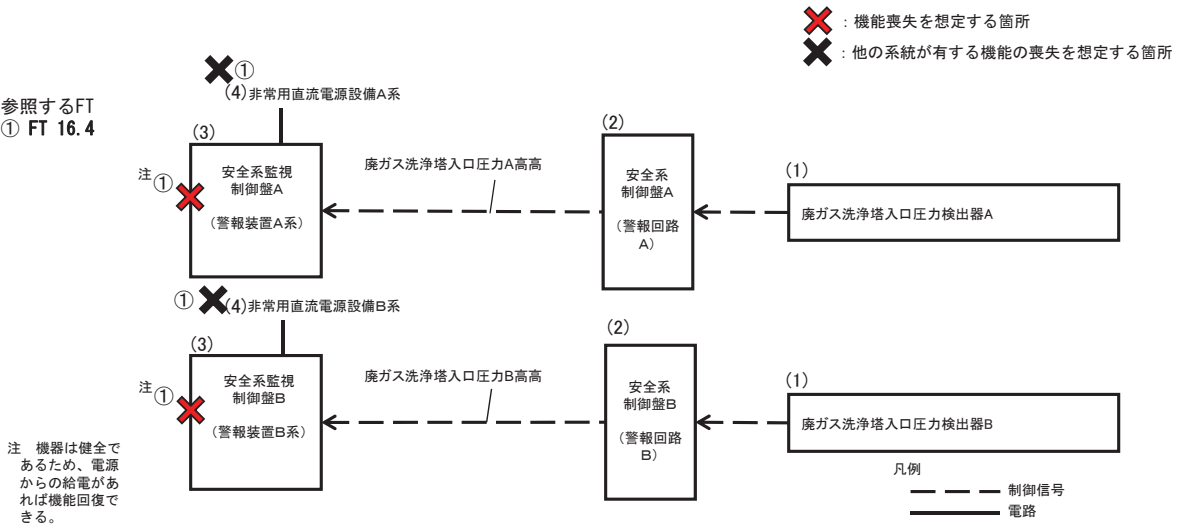 ：機能喪失を想定する箇所
：他の系統が有する機能の喪失を想定する箇所
参照するFT
① FT 16.4
①
(4)非常用直流電源設備A系
(3)
注①
安全系監視
制御盤A
（警報装置A系）
廃ガス洗浄塔入口圧力A高高
(2)
安全系
制御盤A
（警報回路
A）
(1)
廃ガス洗浄塔入口圧力検出器A
①
(4)非常用直流電源設備B系
(3)
注①
安全系監視
制御盤B
（警報装置B系）
廃ガス洗浄塔入口圧力B高高
(2)
安全系
制御盤B
（警報回路
B）
(1)
廃ガス洗浄塔入口圧力検出器B
注　機器は健全で
あるため、電源
からの給電があ
れば機能回復で
きる。
凡例
制御信号
電路